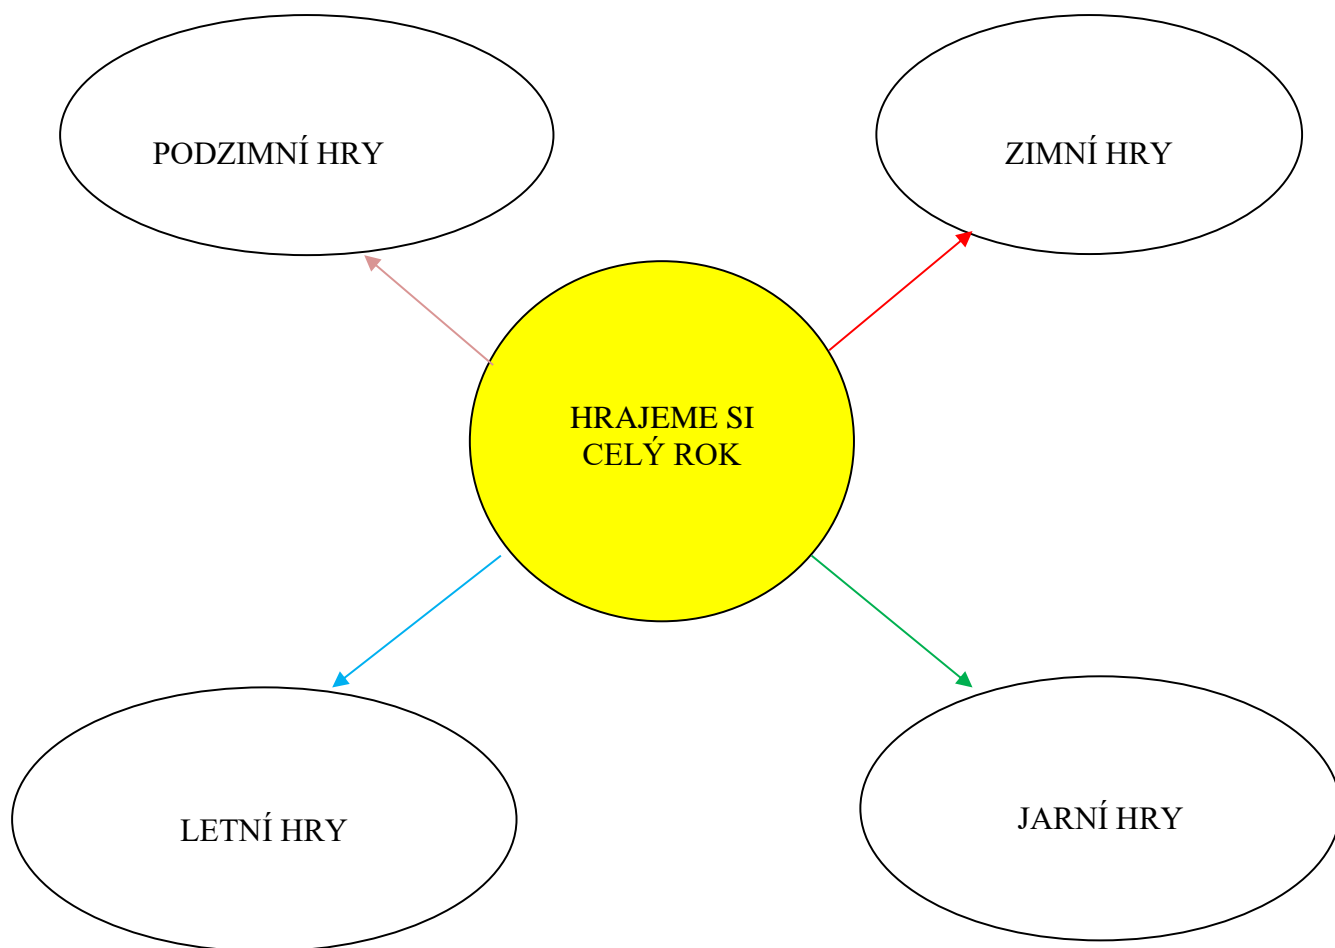 PODZIMNÍ HRY
ZIMNÍ HRY
HRAJEME SI
CELÝ ROK
LETNÍ HRY
JARNÍ HRY